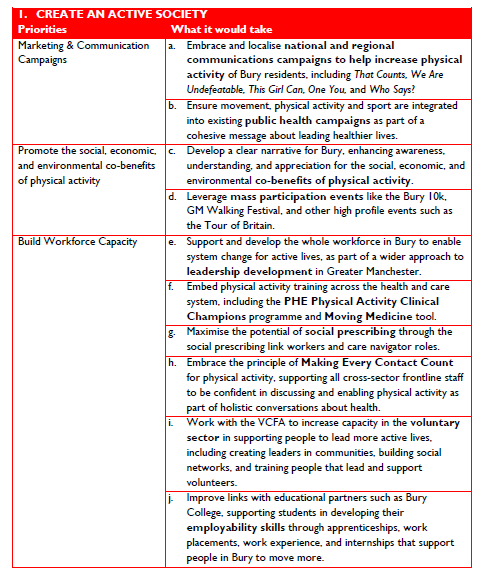 1. CREATE AN ACTIVE SOCIETY
Priorities
What it would take
Marketing & Communication
Campaigns
a. Embrace and localise national and regional
communications campaigns to help increase physical
activity of Bury residents, including That Counts, We Are
Undefeatable, This Girl Can, One You, and Who Says?
b. Ensure movement, physical activity and sport are integrated
into existing public health campaigns as part of a
cohesive message about leading healthier lives.
Promote the social, economic,
and environmental co-benefits
of physical activity
c. Develop a clear narrative for Bury, enhancing awareness,
understanding, and appreciation for the social, economic, and
environmental co-benefits of physical activity.
d. Leverage mass participation events like the Bury 10k,
GM Walking Festival, and other high profile events such as
the Tour of Britain.
Build Workforce Capacity
e. Support and develop the whole workforce in Bury to enable
system change for active lives, as part of a wider approach to
leadership development in Greater Manchester.
f. Embed physical activity training across the health and care
system, including the PHE Physical Activity Clinical
Champions programme and Moving Medicine tool.
g. Maximise the potential of social prescribing through the
social prescribing link workers and care navigator roles.
h. Embrace the principle of Making Every Contact Count
for physical activity, supporting all cross-sector frontline staff
to be confident in discussing and enabling physical activity as
part of holistic conversations about health.
i. Work with the VCFA to increase capacity in the voluntary
sector in supporting people to lead more active lives,
including creating leaders in communities, building social
networks, and training people that lead and support
volunteers.
j. Improve links with educational partners such as Bury
College, supporting students in developing their
employability skills through apprenticeships, work
placements, work experience, and internships that support
people in Bury to move more.